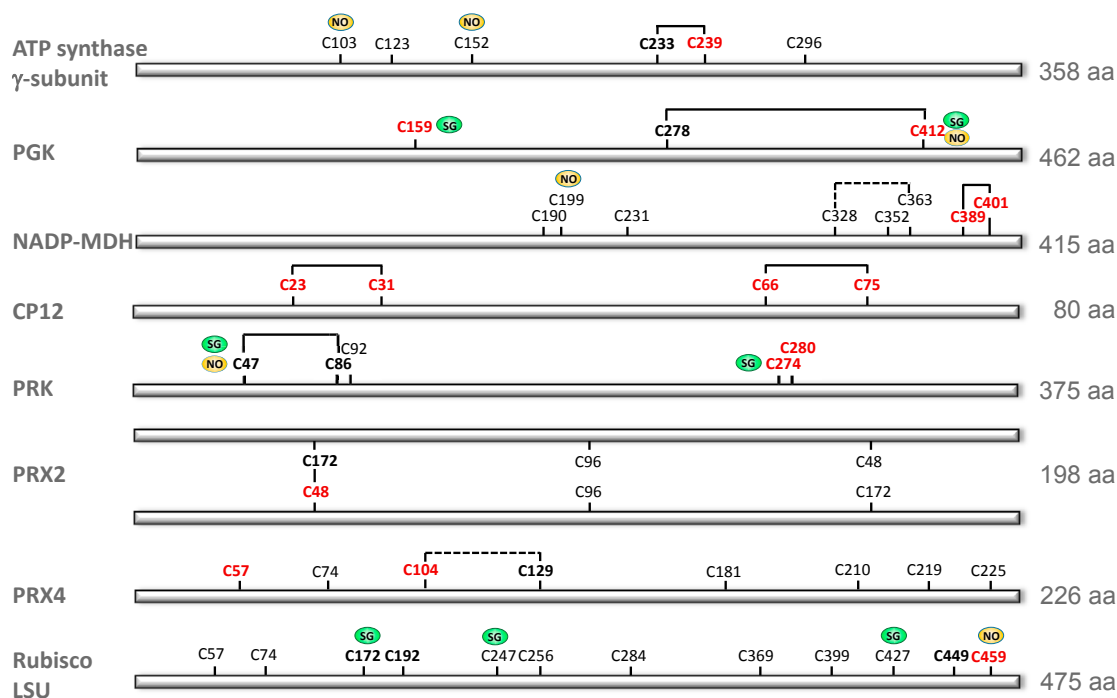 NO NO
ATP synthase γ-subunit C103 C123 C152 C233 C239 C296 358 aa
PGK C159 SG C278 C412 SG NO 462 aa
NO
NADP-MDH C190 C199 C231 C328 C352 C363 C389 C401 415 aa
CP12 C23 C31 C66 C75 80 aa
SG
PRK NO C47 C86 C92 SG C274 C280 375 aa
C172 C96 C48
PRX2 198 aa
C48 C96 C172
PRX4 C57 C74 C104 C129 C181 C210 C219 C225 226 aa
SG SG SG NO
Rubisco LSU C57 C74 C172 C192 C247 C256 C284 C369 C399 C427 C449 C459 475 aa